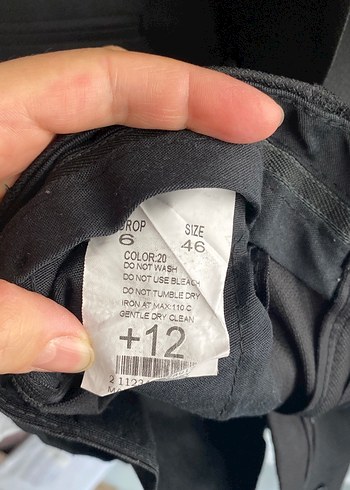 DROP SIZE
6 46
COLOR:20
DO NOT WASH
DO NOT USE BLEACH
DO NOT TUMBLE DRY
IRON AT MAX:110 C
GENTLE DRY CLEAN
+12